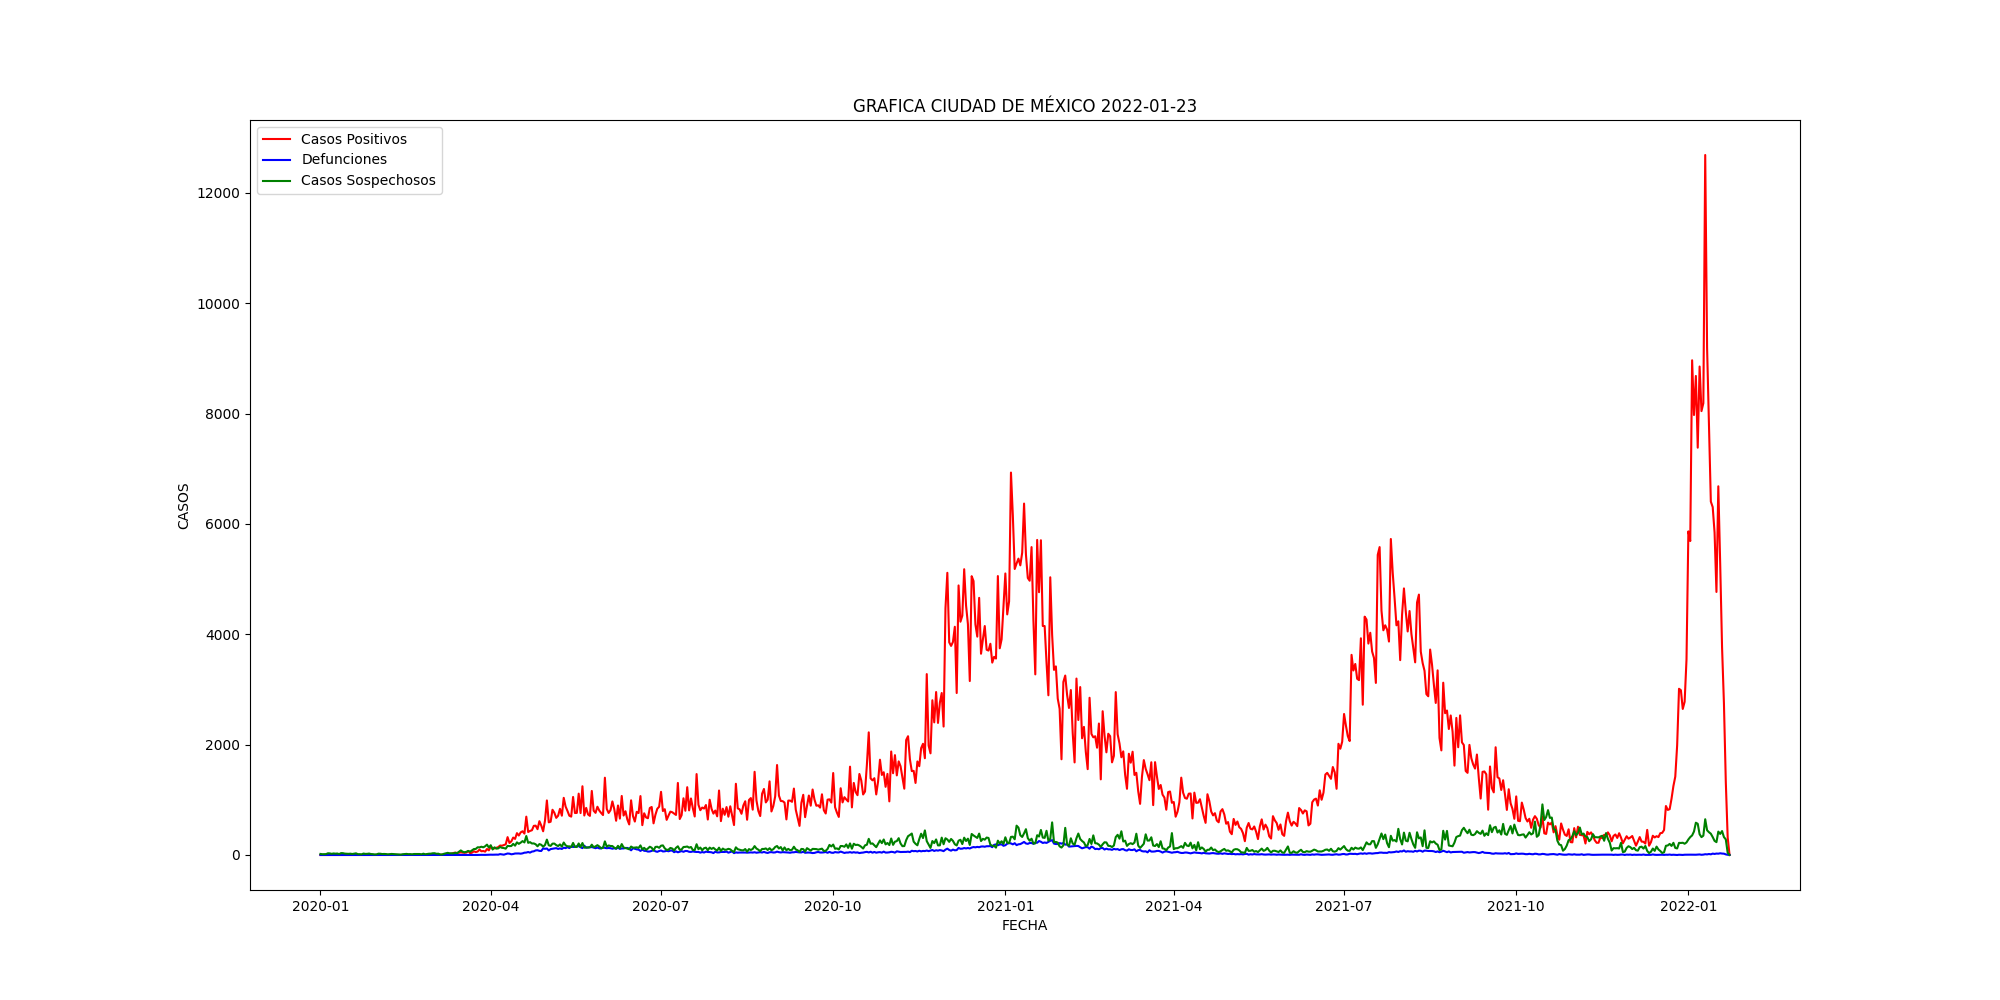 GRAFICA CIUDAD DE MÉXICO 2022-01-23
Casos Positivos
Defunciones
Casos Sospechosos
CASOS
12000
10000
8000
6000
4000
2000
0
2020-01
2020-04
2020-07
2020-10
2021-01
2021-04
2021-07
2021-10
2022-01
FECHA